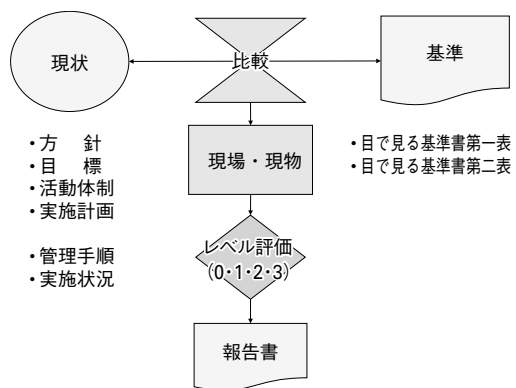 現状
比較
基準
・方　針
・目　標
・活動体制
・実施計画
・管理手順
・実施状況
現場・現物
・目で見る基準書第一表
・目で見る基準書第二表
レベル評価
(0・1・2・3)
報告書